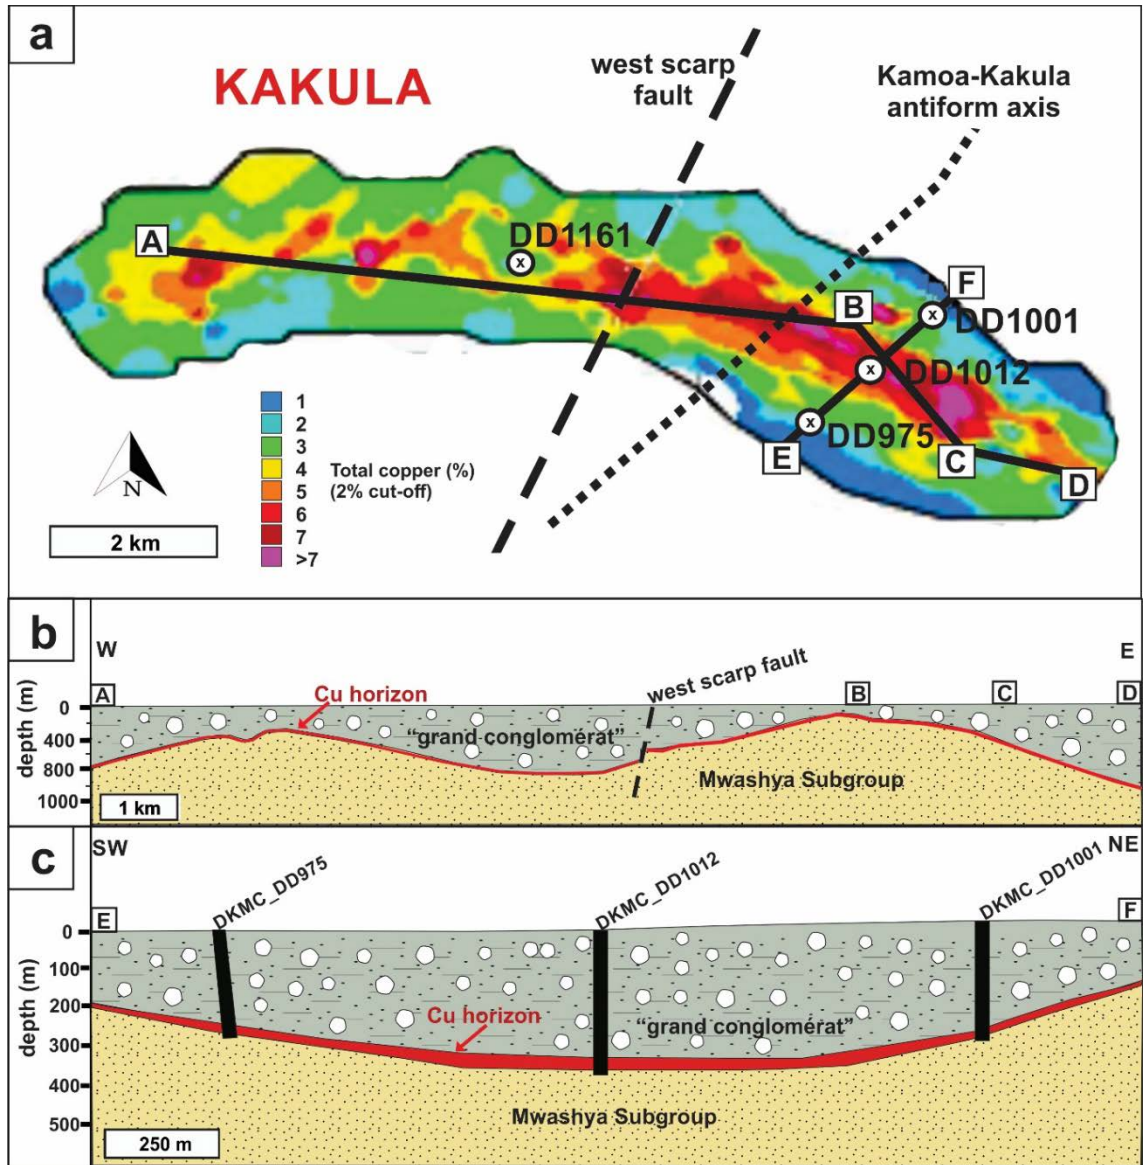 a
KAKULA
west scarp
fault
Kamoa-Kakula
antiform axis
A
DD1161
B
F
DD1001
DD1012
DD975
E
C
D
1
2
3
4
5
6
7
>7
Total copper (%)
(2% cut-off)
N
2 km
b
W
E
A
Cu horizon
west scarp fault
B
C
D
depth (m)
0
400
800
1000
"grand conglomérat"
Mwashya Subgroup
1 km
c
SW
NE
DKMC_DD975
DKMC_DD1012
DKMC_DD1001
E
F
depth (m)
0
100
200
300
400
500
Cu horizon
"grand conglomérat"
Mwashya Subgroup
250 m